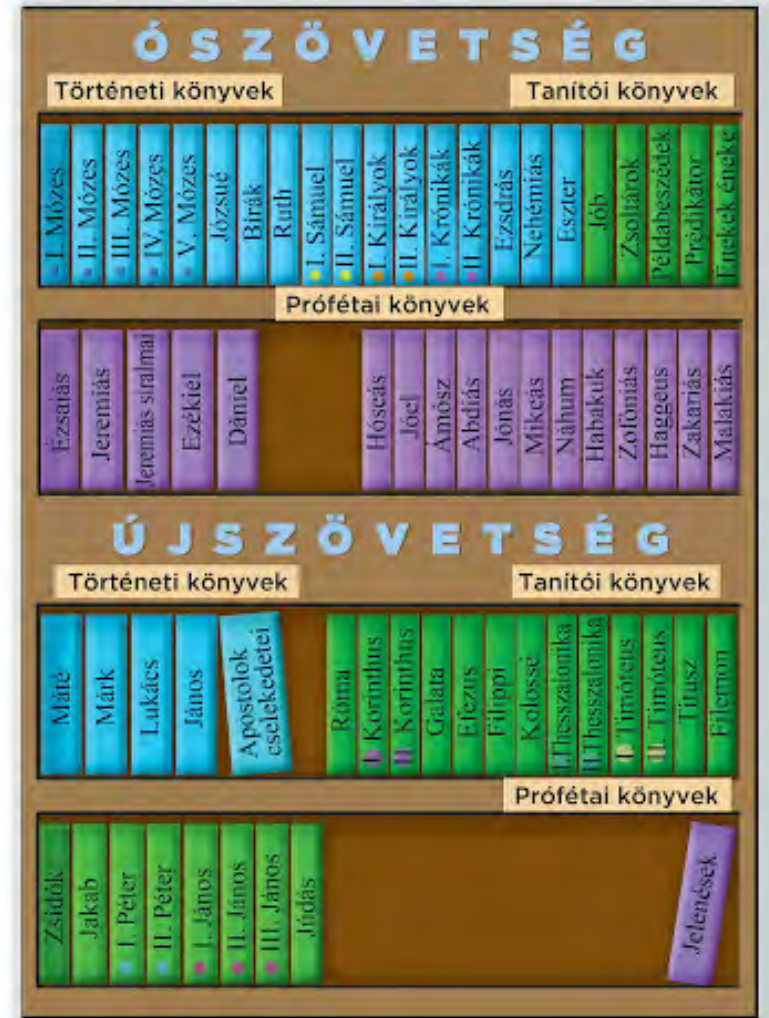 ÓSZÖVETSÉG
Történeti könyvek
Tanítói könyvek
I. Mózes
II. Mózes
III. Mózes
IV. Mózes
V. Mózes
Józsué
Bírák
Ruth
I. Sámuel
II. Sámuel
I. Királyok
II. Királyok
I. Krónikák
II. Krónikák
Ezsdrás
Nehémiás
Eszter
Jób
Zsoltárok
Példabeszédek
Prédikátor
Énekek éneke
Prófétai könyvek
Ézsaiás
Jeremiás
Jeremiás siralmai
Ezékiel
Dániel
Hóseás
Jóel
Ámósz
Abdiás
Jónás
Mikeás
Náhum
Habakuk
Zofóniás
Haggeus
Zakariás
Malakiás
ÚJSZÖVETSÉG
Történeti könyvek
Tanítói könyvek
Máté
Márk
Lukács
János
Apostolok
cselekedetei
Róma
I. Korinthus
II. Korinthus
Galata
Efezus
Filippi
Kolossé
I.Thesszalonika
II.Thesszalonika
I. Timóteus
II. Timóteus
Títusz
Filemon
Prófétai könyvek
Zsidók
Jakab
I. Péter
II. Péter
I. János
II. János
III. János
Júdás
Jelenések